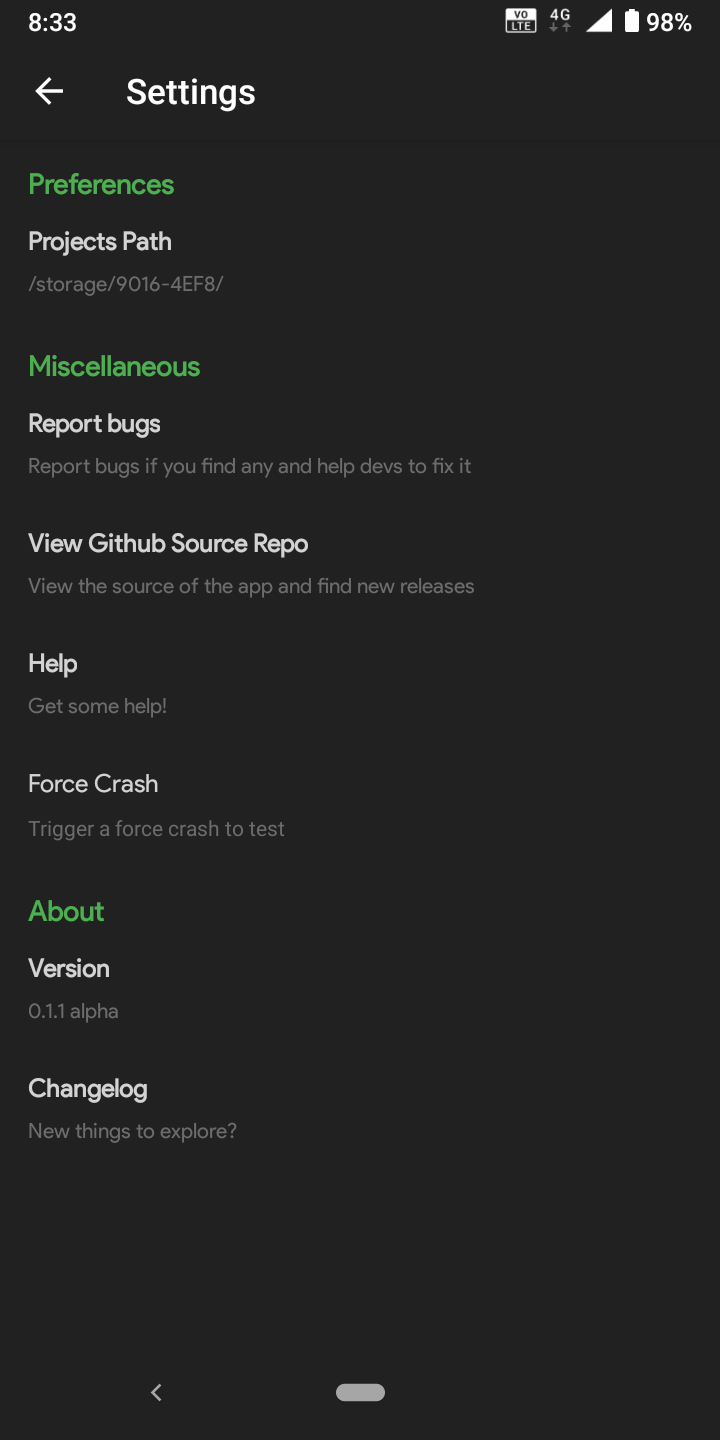 8:33
VO LTE 4G 98%
Settings
Preferences
Projects Path
/storage/9016-4EF8/
Miscellaneous
Report bugs
Report bugs if you find any and help devs to fix it
View Github Source Repo
View the source of the app and find new releases
Help
Get some help!
Force Crash
Trigger a force crash to test
About
Version
0.1.1 alpha
Changelog
New things to explore?